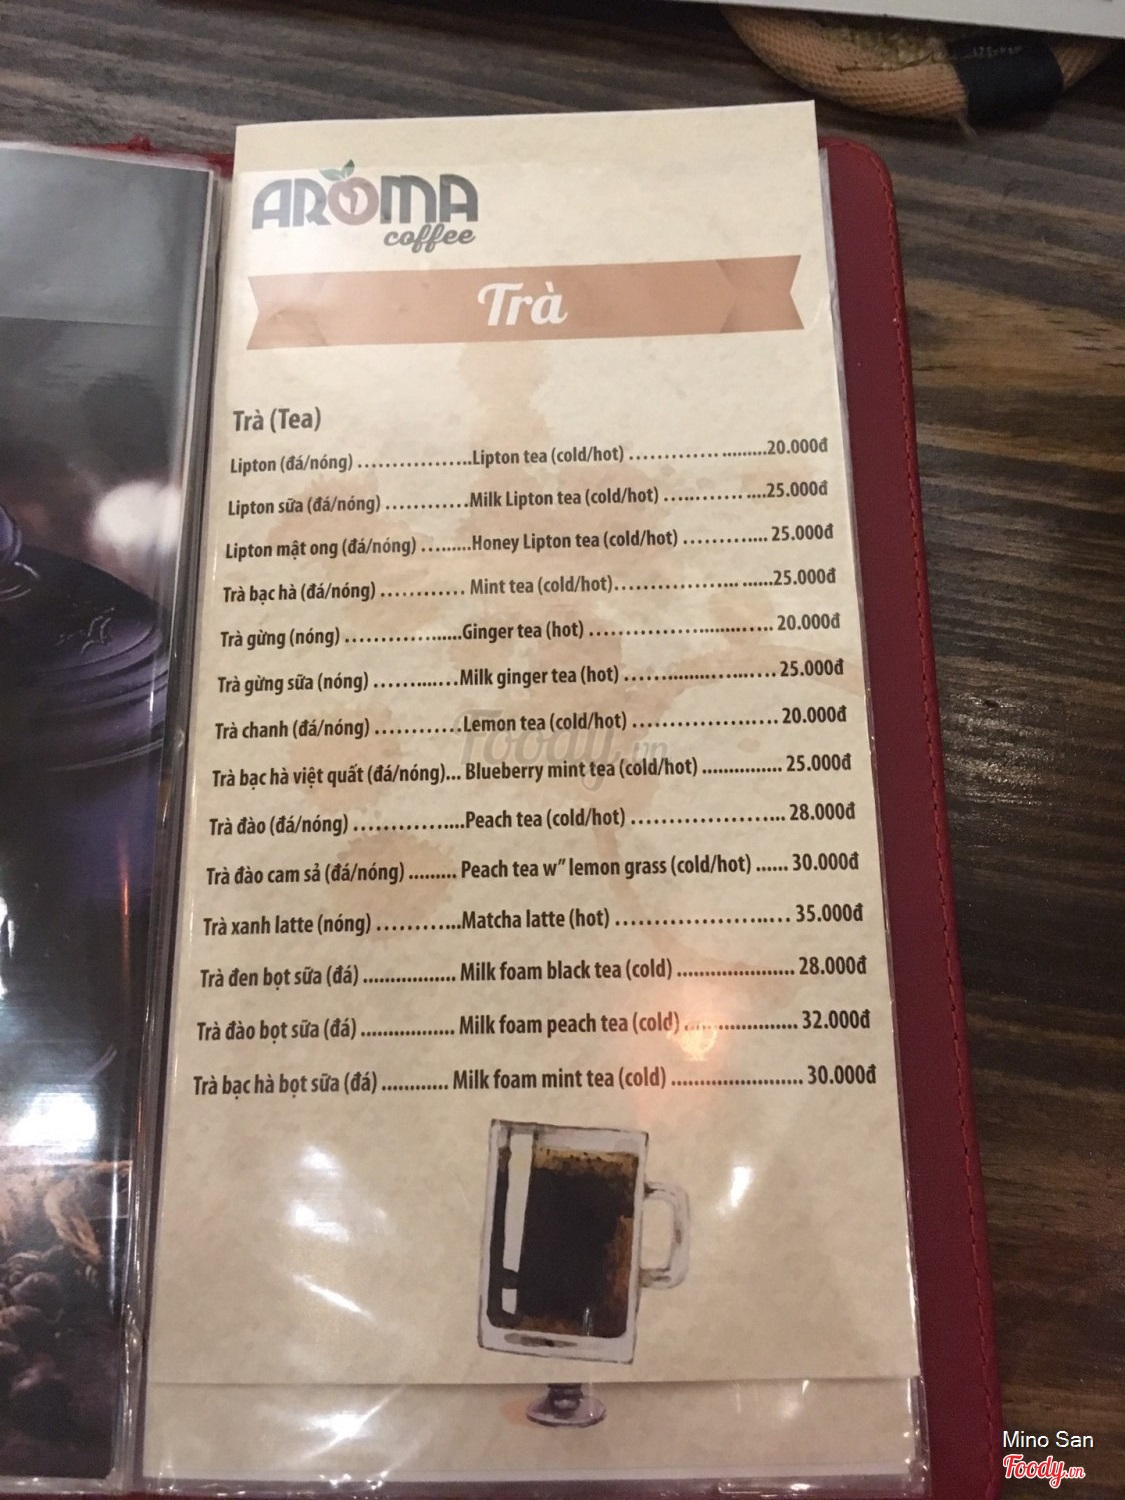 AROMA
coffee
Trà
Trà (Tea)
Lipton (đá/nóng) ....................Lipton tea (cold/hot) ......................20.000đ
Lipton sữa (đá/nóng) ..............Milk Lipton tea (cold/hot) ..................25.000đ
Lipton mật ong (đá/nóng) .........Honey Lipton tea (cold/hot) ............... 25.000đ
Trà bạc hà (đá/nóng) ............ Mint tea (cold/hot)........................25.000đ
Trà gừng (nóng) ...................Ginger tea (hot) ............................ 20.000đ
Trà gừng sữa (nóng) ..............Milk ginger tea (hot) ....................... 25.000đ
Trà chanh (đá/nóng) .............Lemon tea (cold/hot) ..................... 20.000đ
Trà bạc hà việt quất (đá/nóng)... Blueberry mint tea (cold/hot) ............... 25.000đ
Trà đào (đá/nóng) .................Peach tea (cold/hot) ...................... 28.000đ
Trà đào cam sả (đá/nóng) ......... Peach tea w” lemon grass (cold/hot) ...... 30.000đ
Trà xanh latte (nóng) .............Matcha latte (hot) ........................ 35.000đ
Trà đen bọt sữa (đá) ................. Milk foam black tea (cold) ...................... 28.000đ
Trà đào bọt sữa (đá) ................. Milk foam peach tea (cold) ..................... 32.000đ
Trà bạc hà bọt sữa (đá) ............ Milk foam mint tea (cold) ........................ 30.000đ
Foody.vn
Mino San
Foody.vn